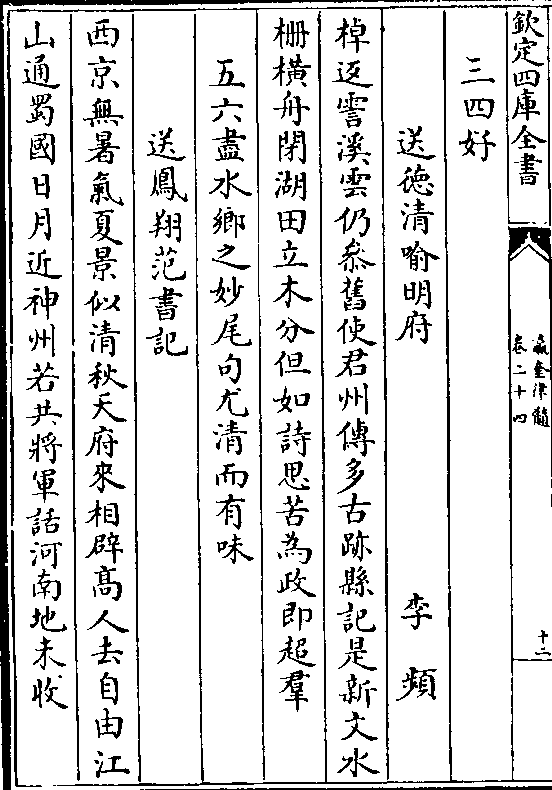 欽定四庫全書
瀛奎律髓
卷二十四
十二
三四好
送德清喻明府
李頻
棹返霅溪雲仍參舊使君州傳多古跡縣記是新文水
柵橫舟閉湖田立木分但如詩思苦為政即超羣
五六盡水鄉之妙尾句尤清而有味
送鳳翔范書記
西京無暑氣夏景似清秋天府來相辟高人去自由江
山通蜀國日月近神州若共將軍話河南地未收